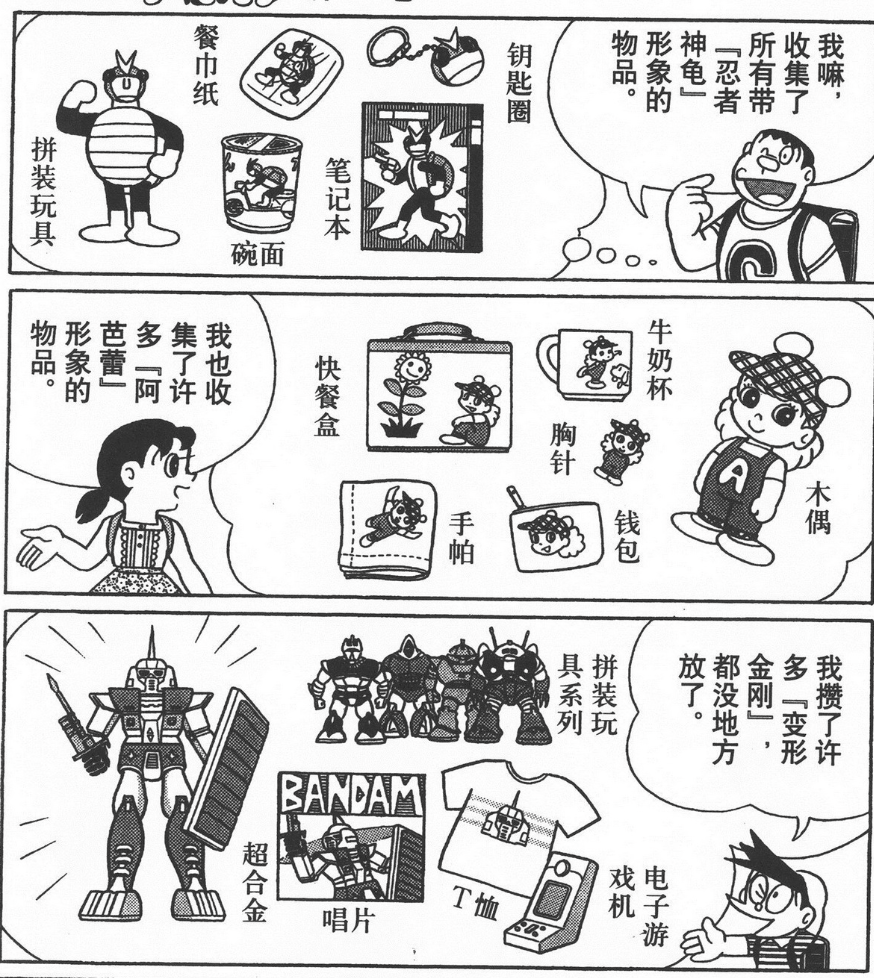 我嘛，
收集了
所有带
『忍者
神龟』
形象的
物品。
钥匙圈
餐巾纸
笔记本
碗面
拼装玩具
C
我也收
集了许
多『阿
芭蕾』
形象的
物品。
牛奶杯
快餐盒
胸针
木偶
A
钱包
手帕
我攒了许
多『变形
金刚』，
都没地方
放了。
拼装玩
具系列
超合金
BANDAM
唱片
T恤
电子游
戏机